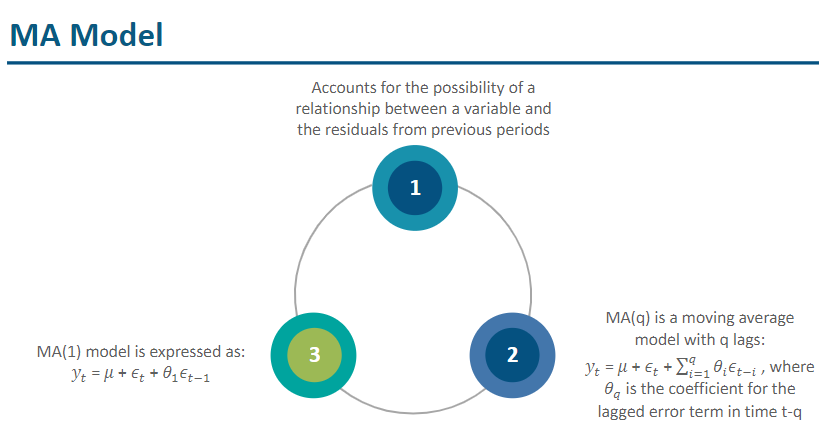 MA Model
Accounts for the possibility of a
relationship between a variable and
the residuals from previous periods
1
2
MA(q) is a moving average
model with q lags:
yₜ = μ + ϵₜ + ∑ᵢ₌₁^q θᵢϵₜ₋ᵢ , where
θ_q is the coefficient for the
lagged error term in time t-q
3
MA(1) model is expressed as:
yₜ = μ + ϵₜ + θ₁ϵₜ₋₁